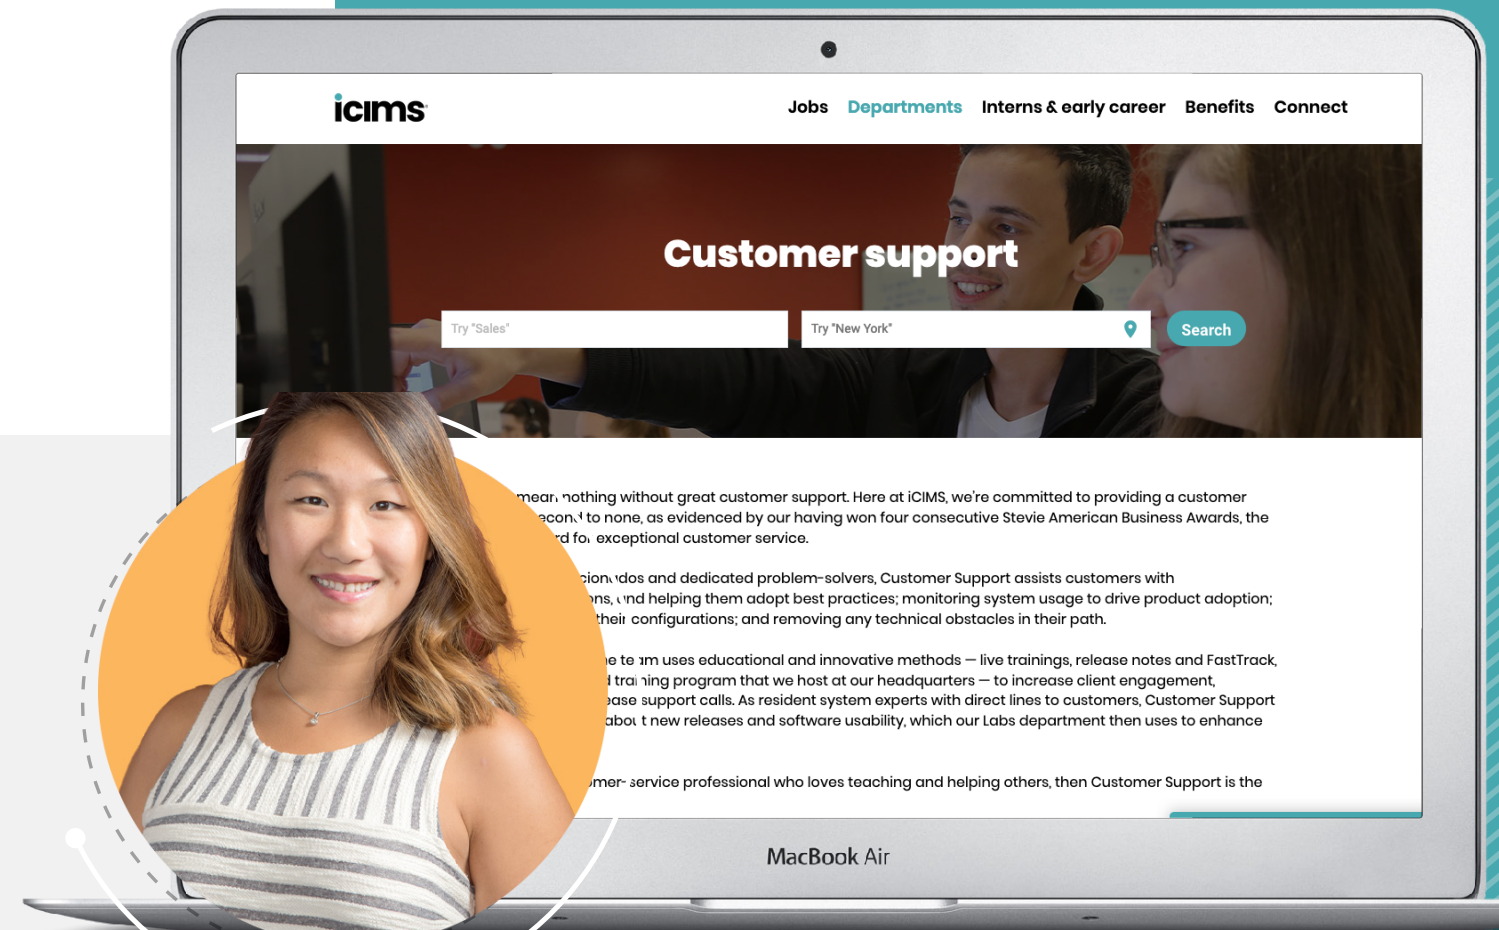 icims
Jobs Departments Interns & early career Benefits Connect
Customer support
Try "Sales" Try "New York" Search
nothing without great customer support. Here at iCIMS, we're committed to providing a customer
to none, as evidenced by our having won four consecutive Stevie American Business Awards, the
exceptional customer service.
and dedicated problem-solvers, Customer Support assists customers with
and helping them adopt best practices; monitoring system usage to drive product adoption;
their configurations; and removing any technical obstacles in their path.
team uses educational and innovative methods — live trainings, release notes and FastTrack,
training program that we host at our headquarters — to increase client engagement,
support calls. As resident system experts with direct lines to customers, Customer Support
about new releases and software usability, which our Labs department then uses to enhance
service professional who loves teaching and helping others, then Customer Support is the
MacBook Air